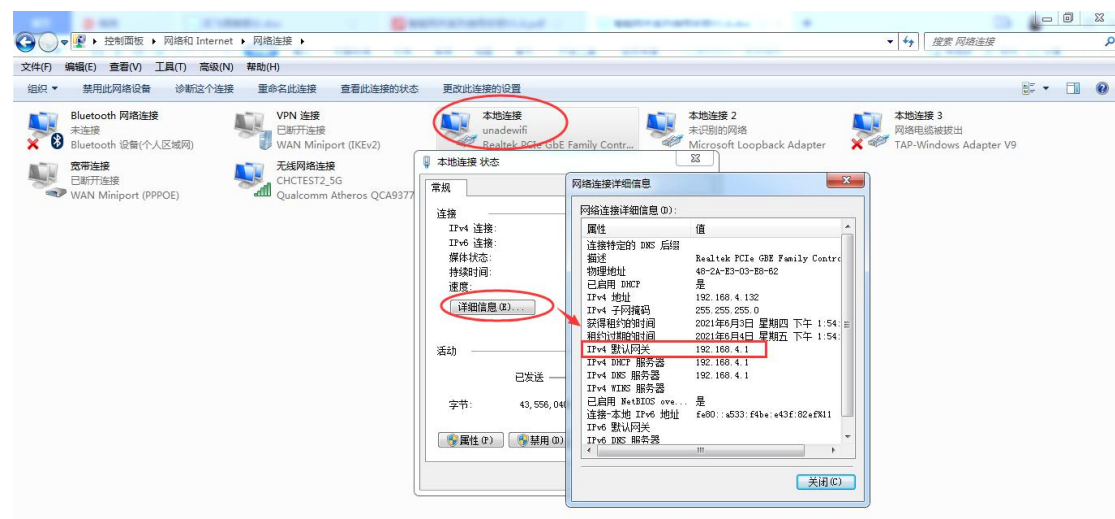 控制面板 ▸ 网络和 Internet ▸ 网络连接 ▸
搜索 网络连接
文件(F) 编辑(E) 查看(V) 工具(T) 高级(N) 帮助(H)
组织 禁用此网络设备 诊断这个连接 重命名此连接 查看此连接的状态 更改此连接的设置
Bluetooth 网络连接
未连接
Bluetooth 设备(个人区域网)
VPN 连接
已断开连接
WAN Miniport (IKEv2)
本地连接
unadewifi
Realtek PCIe GbE Family Contr...
本地连接 2
未识别的网络
Microsoft Loopback Adapter
本地连接 3
网络电缆被拔出
TAP-Windows Adapter V9
宽带连接
已断开连接
WAN Miniport (PPPOE)
无线网络连接
CHCTEST2_5G
Qualcomm Atheros QCA9377
本地连接 状态
常规
连接
IPv4 连接:
IPv6 连接:
媒体状态:
持续时间:
速度:
详细信息(E)...
活动
已发送
字节: 43,556,040
属性(P) 禁用(D)
网络连接详细信息
网络连接详细信息(D):
属性 值
连接特定的 DNS 后缀
描述 Realtek PCIe GBE Family Contrc
物理地址 48-2A-E3-03-E8-62
已启用 DHCP 是
IPv4 地址 192.168.4.132
IPv4 子网掩码 255.255.255.0
获得租约的时间 2021年6月3日 星期四 下午 1:54:
租约过期的时间 2021年6月4日 星期五 下午 1:54:
IPv4 默认网关 192.168.4.1
IPv4 DHCP 服务器 192.168.4.1
IPv4 DNS 服务器 192.168.4.1
IPv4 WINS 服务器
已启用 NetBIOS ove... 是
连接-本地 IPv6 地址 fe80::a533:f4be:e43f:82ef%11
IPv6 默认网关
IPv6 DNS 服务器
关闭(C)